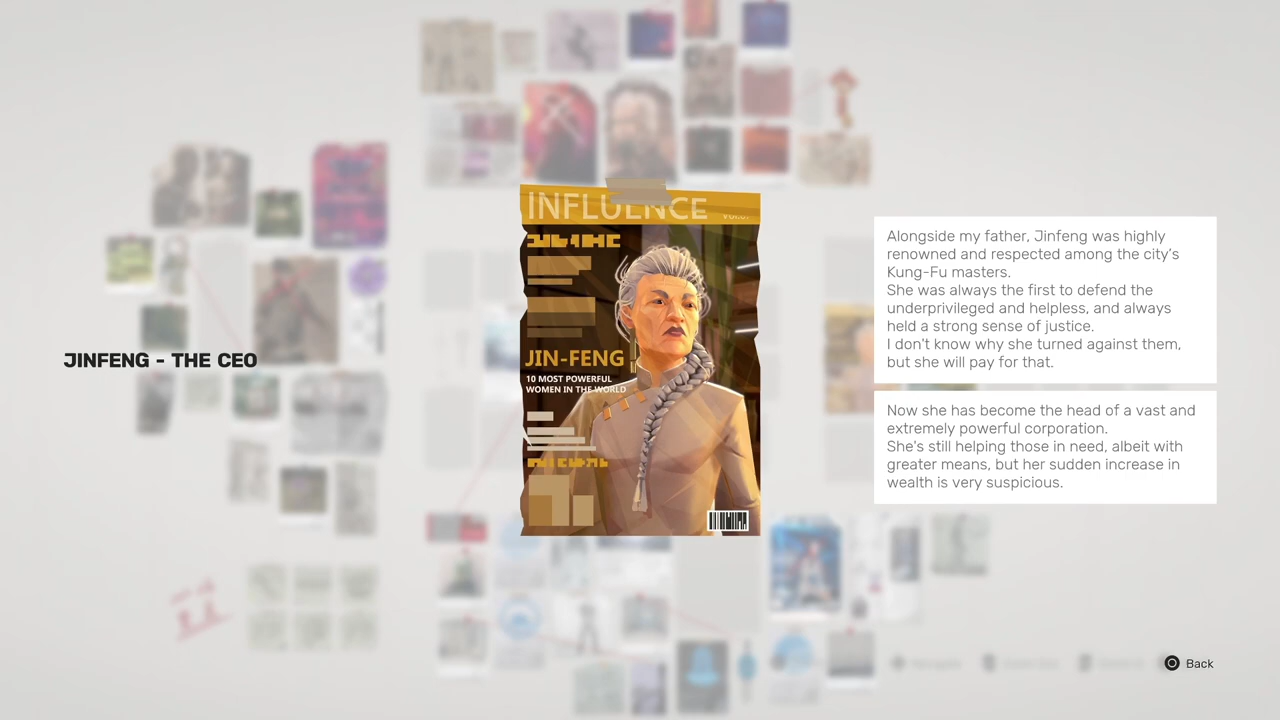 INFLUENCE
JIN-FENG
10 MOST POWERFUL
WOMEN IN THE WORLD
JINFENG - THE CEO
Alongside my father, Jinfeng was highly
renowned and respected among the city's
Kung-Fu masters.
She was always the first to defend the
underprivileged and helpless, and always
held a strong sense of justice.
I don't know why she turned against them,
but she will pay for that.
Now she has become the head of a vast and
extremely powerful corporation.
She's still helping those in need, albeit with
greater means, but her sudden increase in
wealth is very suspicious.
Back